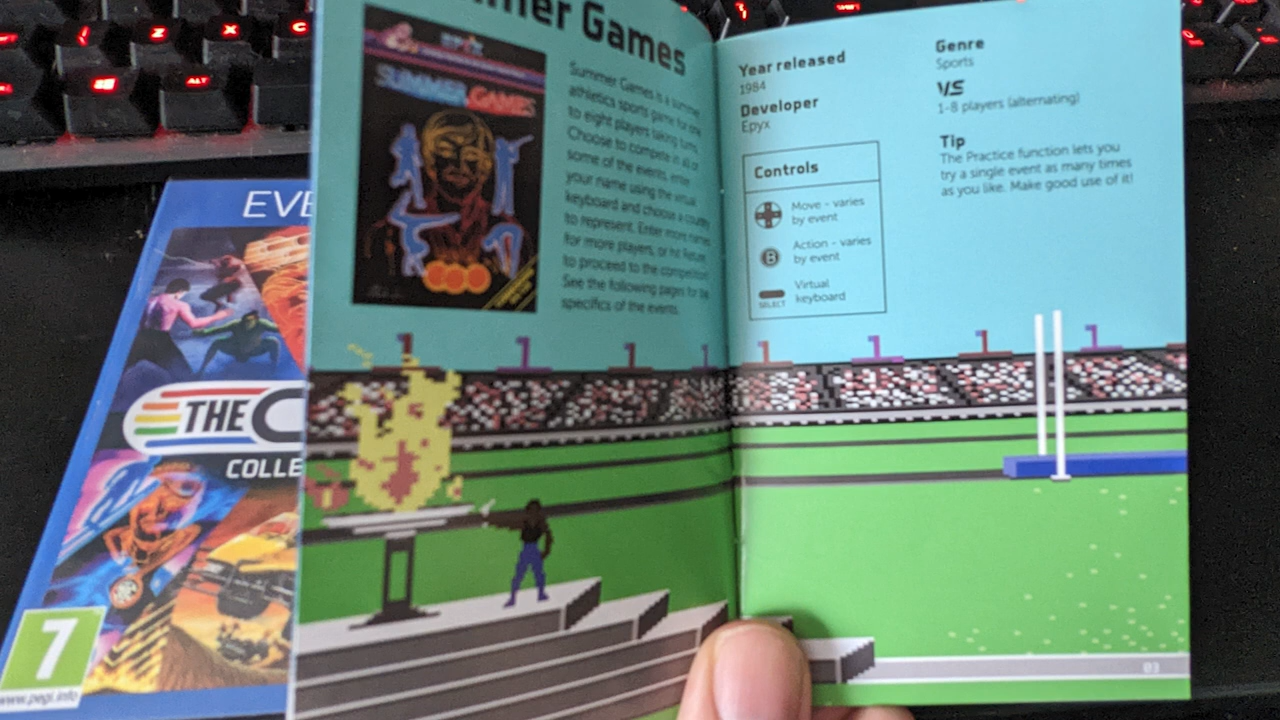 mmer Games
EPYX
SUMMER GAMES
Summer Games is a summer
athletics sports game for one
to eight players taking turns.
Choose to compete in all or
some of the events, enter
your name using the virtual
keyboard and choose a country
to represent. Enter more names
for more players, or hit Return
to proceed to the competition.
See the following pages for the
specifics of the events.
Year released
1984
Developer
Epyx
Controls
Move - varies
by event
B
Action - varies
by event
SELECT
Virtual
keyboard
Genre
Sports
VS
1-8 players (alternating)
Tip
The Practice function lets you
try a single event as many times
as you like. Make good use of it!
03
EVE
THE C
COLLE
7
www.pegi.info
Z
X
C
ALT